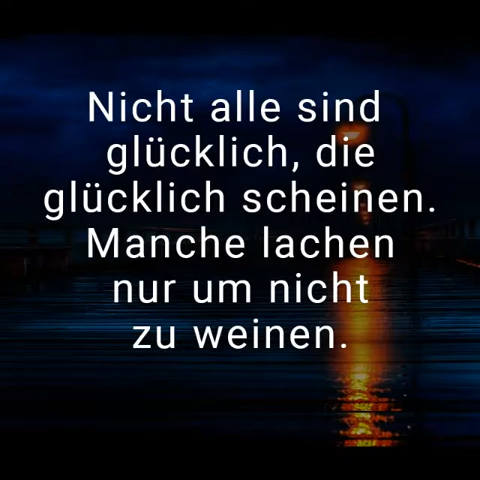 Nicht alle sind
glücklich, die
glücklich scheinen.
Manche lachen
nur um nicht
zu weinen.